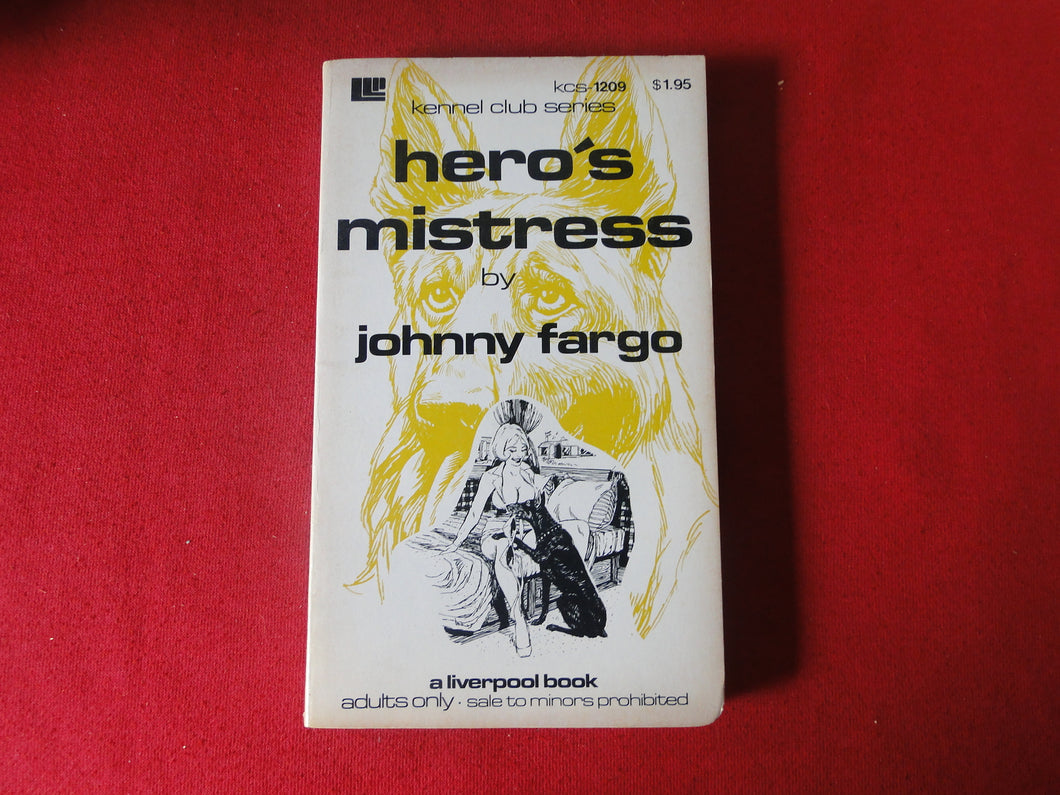 kcs-1209 $1.95
kennel club series
hero's
mistress
by
johnny fargo
a liverpool book
adults only · sale to minors prohibited